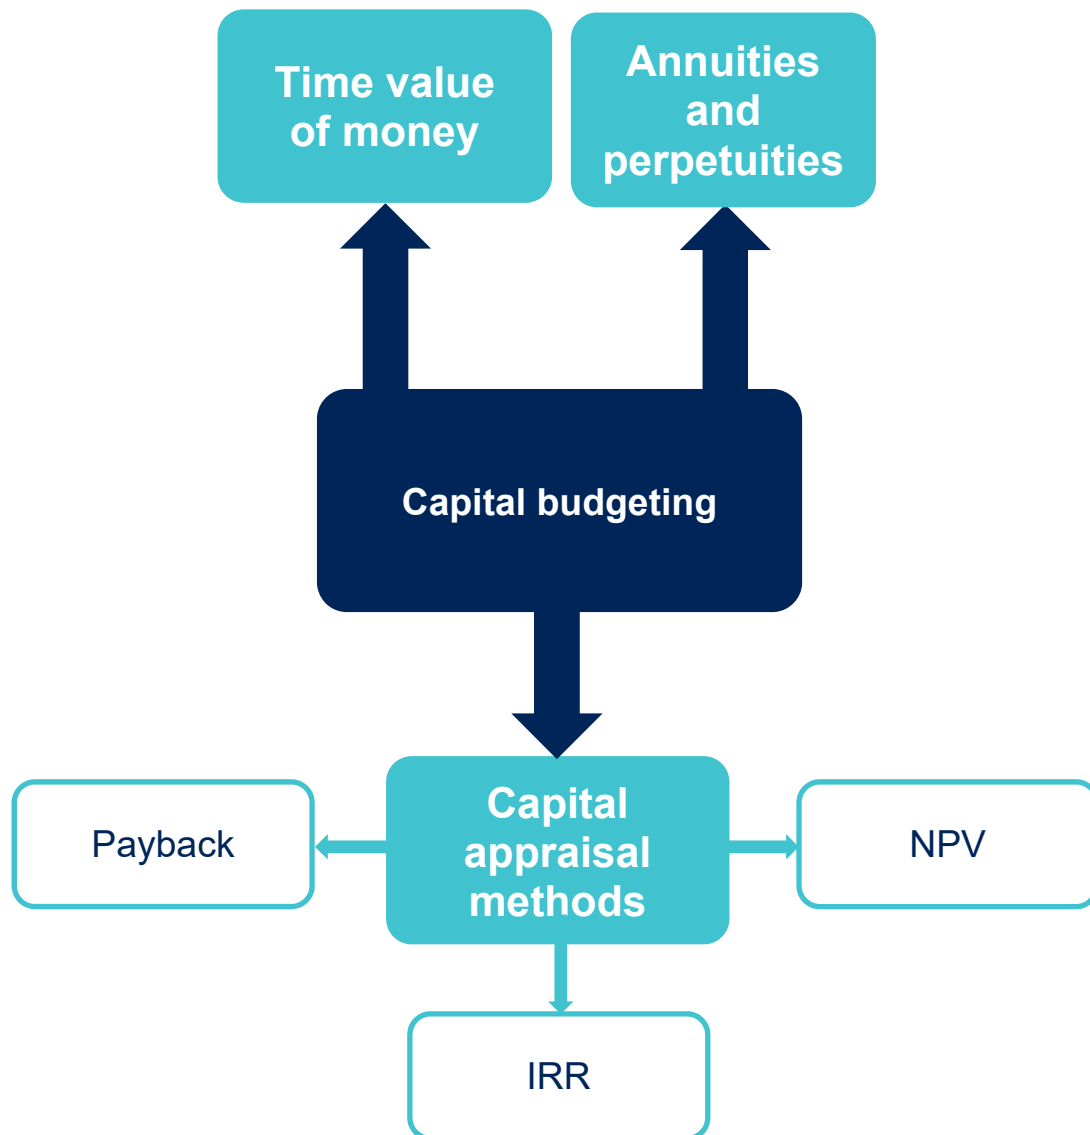 Time value
of money
Annuities
and
perpetuities
Capital budgeting
Capital
appraisal
methods
Payback
NPV
IRR